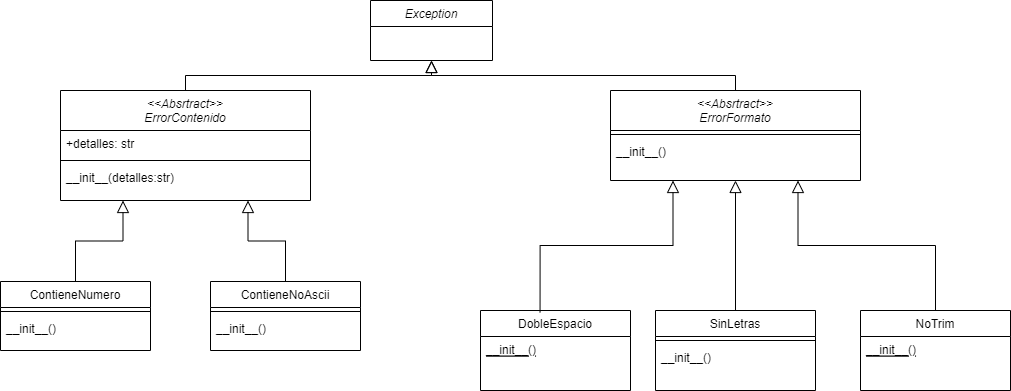 Exception
<<Absrtract>>
ErrorContenido
+detalles: str
__init__(detalles:str)
<<Absrtract>>
ErrorFormato
__init__()
ContieneNumero
__init__()
ContieneNoAscii
__init__()
DobleEspacio
__init__()
SinLetras
__init__()
NoTrim
__init__()